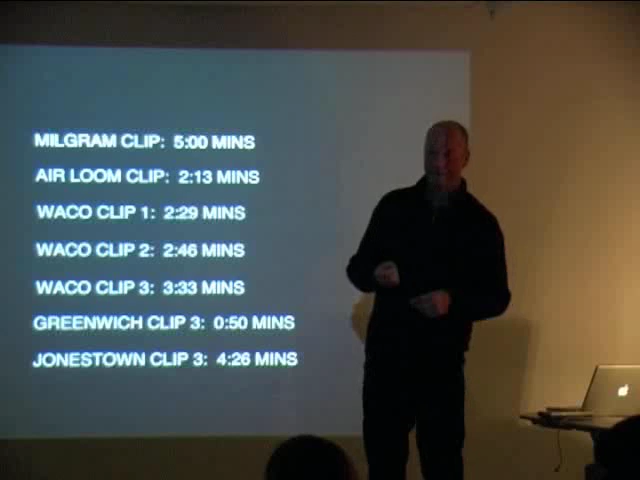 MILGRAM CLIP: 5:00 MINS
AIR LOOM CLIP: 2:13 MINS
WACO CLIP 1: 2:29 MINS
WACO CLIP 2: 2:46 MINS
WACO CLIP 3: 3:33 MINS
GREENWICH CLIP 3: 0:50 MINS
JONESTOWN CLIP 3: 4:26 MINS